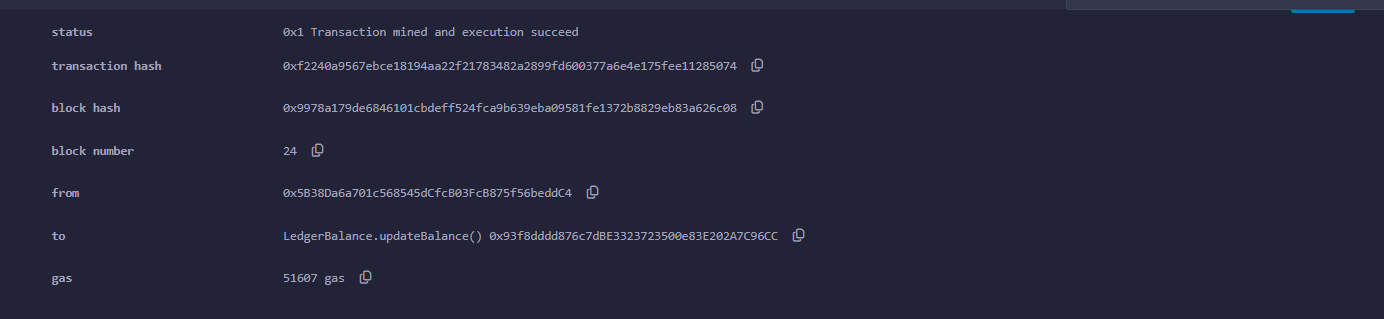 status 0x1 Transaction mined and execution succeed
transaction hash 0xf2240a9567ebce18194aa22f21783482a2899fd600377a6e4e175fee11285074
block hash 0x9978a179de6846101cbdeff524fca9b639eba09581fe1372b8829eb83a626c08
block number 24
from 0x5B38Da6a701c568545dCfcB03FcB875f56beddC4
to LedgerBalance.updateBalance() 0x93f8dddd876c7dBE3323723500e83E202A7C96CC
gas 51607 gas